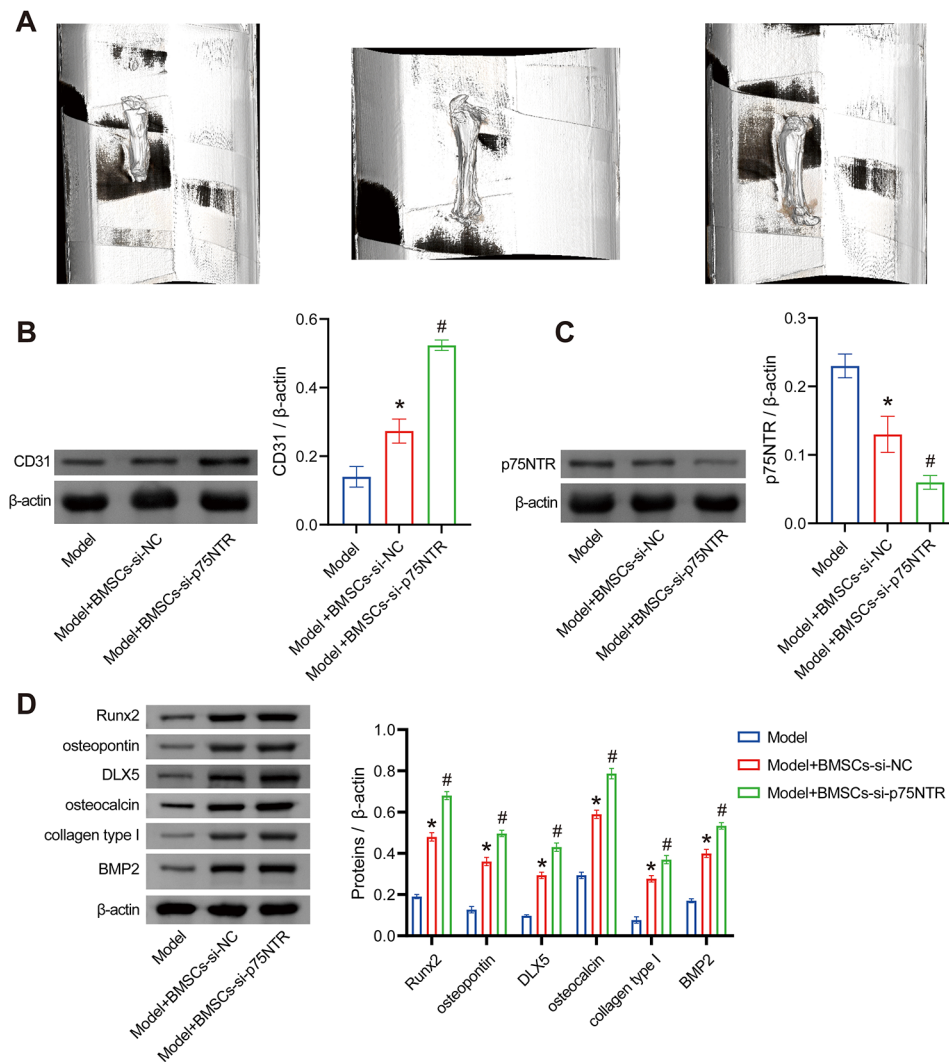 A
B
CD31
β-actin
Model
Model+BMSCs-si-NC
Model+BMSCs-si-p75NTR
CD31 / β-actin
0.6
0.4
0.2
0.0
*
#
Model
Model+BMSCs-si-NC
Model+BMSCs-si-p75NTR
C
p75NTR
β-actin
Model
Model+BMSCs-si-NC
Model+BMSCs-si-p75NTR
p75NTR / β-actin
0.3
0.2
0.1
0.0
*
#
Model
Model+BMSCs-si-NC
Model+BMSCs-si-p75NTR
D
Runx2
osteopontin
DLX5
osteocalcin
collagen type I
BMP2
β-actin
Model
Model+BMSCs-si-NC
Model+BMSCs-si-p75NTR
Proteins / β-actin
1.0
0.8
0.6
0.4
0.2
0.0
* #
* #
* #
* #
* #
* #
Runx2
osteopontin
DLX5
osteocalcin
collagen type I
BMP2
Model
Model+BMSCs-si-NC
Model+BMSCs-si-p75NTR